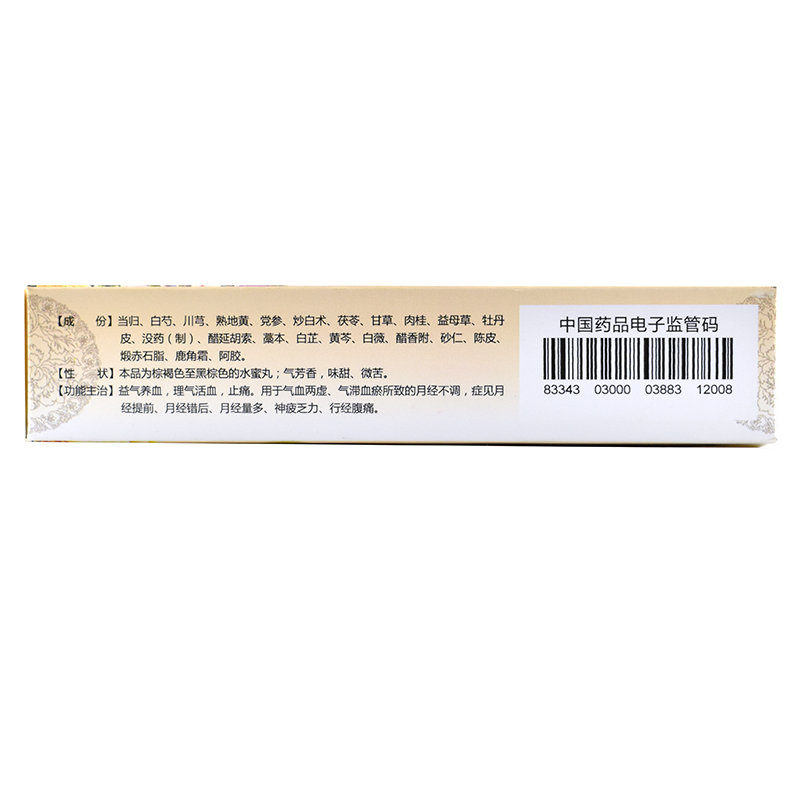 【成　　份】当归、白芍、川芎、熟地黄、党参、炒白术、茯苓、甘草、肉桂、益母草、牡丹
皮、没药（制）、醋延胡索、藁本、白芷、黄芩、白薇、醋香附、砂仁、陈皮、
煅赤石脂、鹿角霜、阿胶。
【性　　状】本品为棕褐色至黑棕色的水蜜丸；气芳香，味甜、微苦。
【功能主治】益气养血，理气活血，止痛。用于气血两虚、气滞血瘀所致的月经不调，症见月
经提前、月经错后、月经量多、神疲乏力、行经腹痛。
中国药品电子监管码
83343 03000 03883 12008